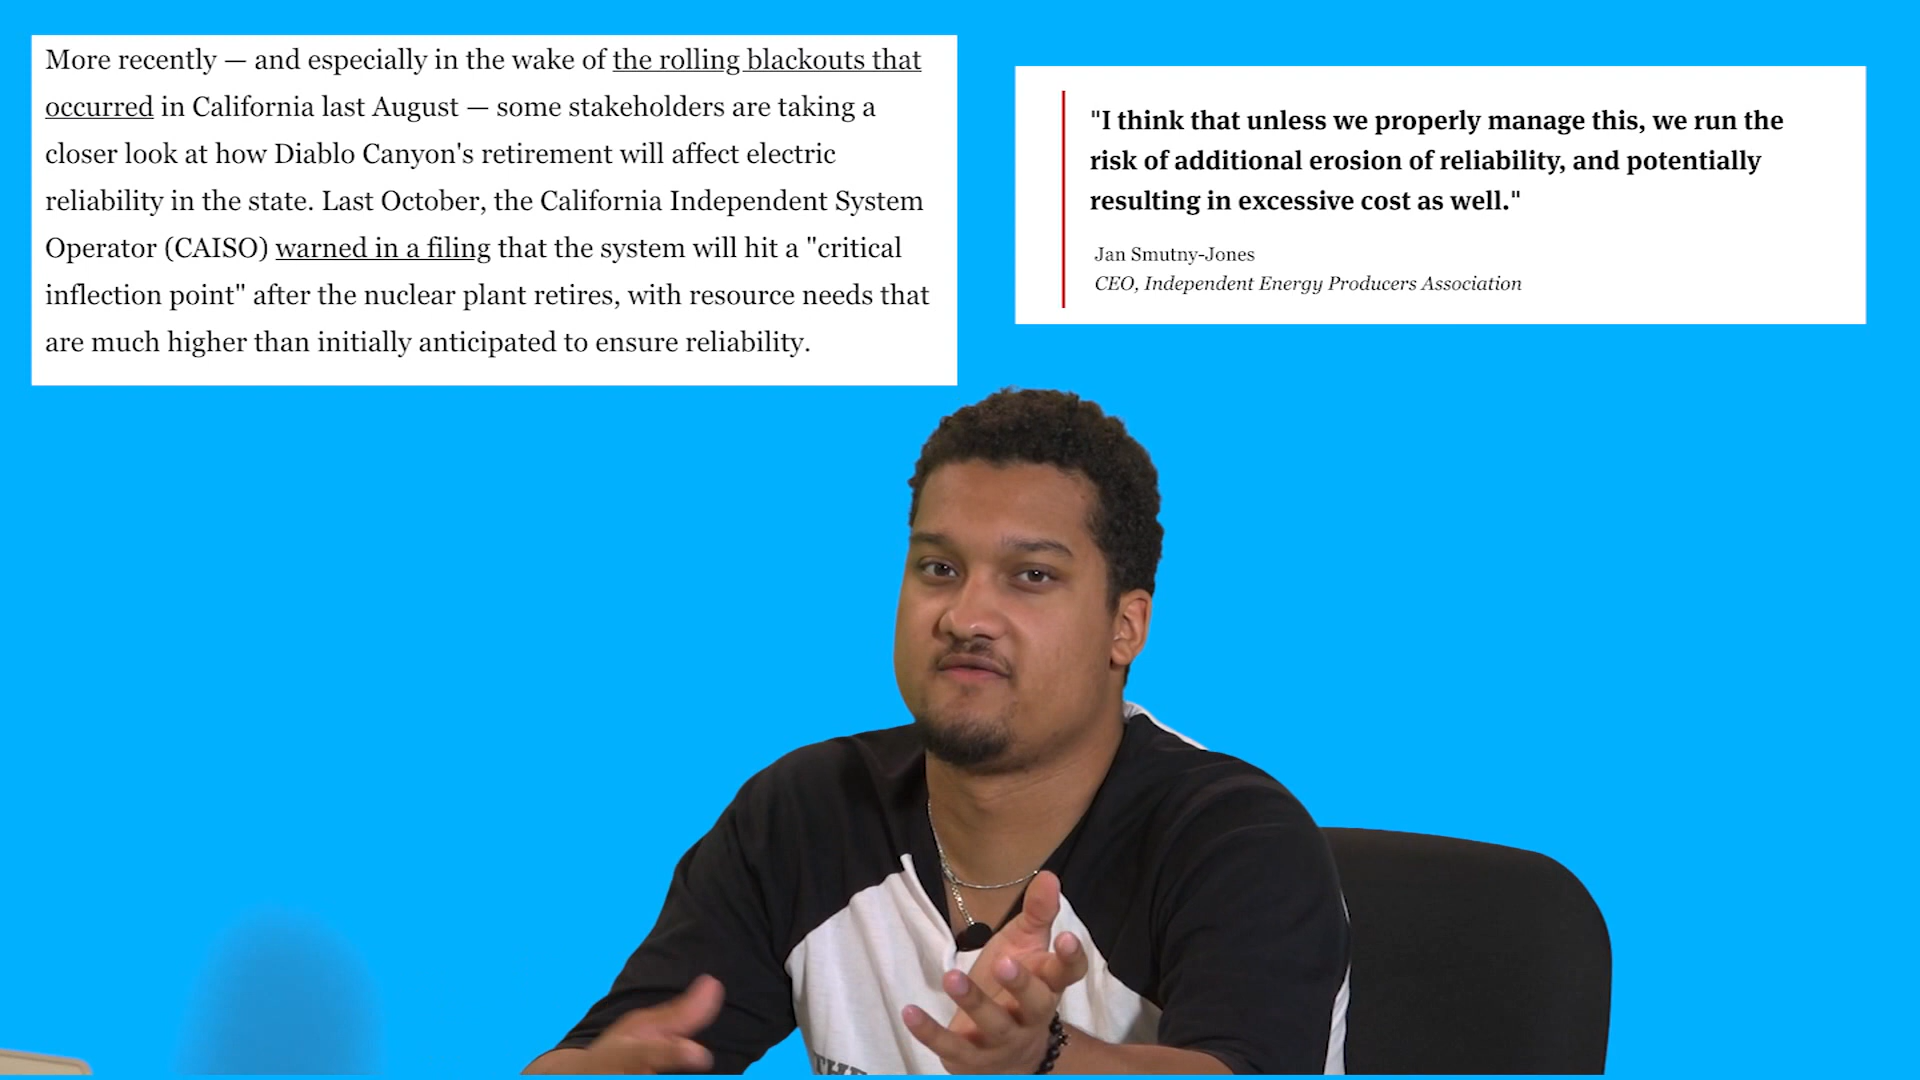 More recently — and especially in the wake of the rolling blackouts that
occurred in California last August — some stakeholders are taking a
closer look at how Diablo Canyon's retirement will affect electric
reliability in the state. Last October, the California Independent System
Operator (CAISO) warned in a filing that the system will hit a "critical
inflection point" after the nuclear plant retires, with resource needs that
are much higher than initially anticipated to ensure reliability.
"I think that unless we properly manage this, we run the
risk of additional erosion of reliability, and potentially
resulting in excessive cost as well."
Jan Smutny-Jones
CEO, Independent Energy Producers Association
THE